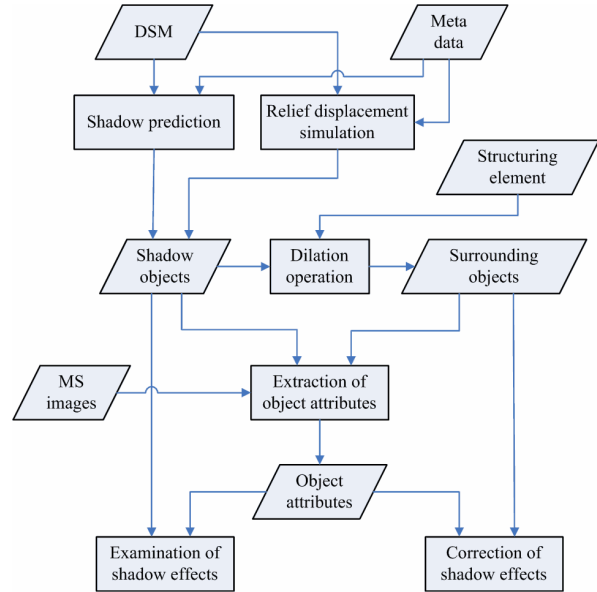 DSM
Meta
data
Shadow prediction
Relief displacement
simulation
Structuring
element
Shadow
objects
Dilation
operation
Surrounding
objects
MS
images
Extraction of
object attributes
Object
attributes
Examination of
shadow effects
Correction of
shadow effects